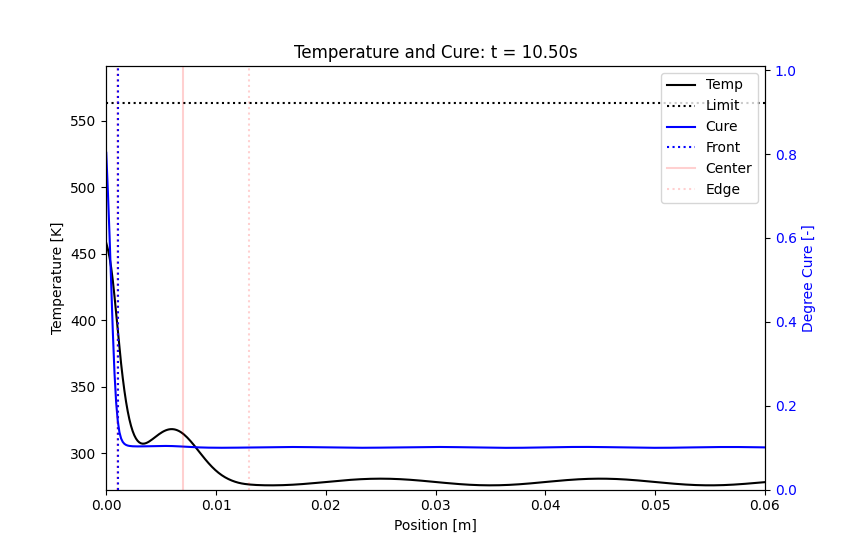 Temperature and Cure: t = 10.50s
Temperature [K]
550
500
450
400
350
300
0.00
0.01
0.02
0.03
0.04
0.05
0.06
Position [m]
1.0
0.8
0.6
0.4
0.2
0.0
Degree Cure [-]
Temp
Limit
Cure
Front
Center
Edge